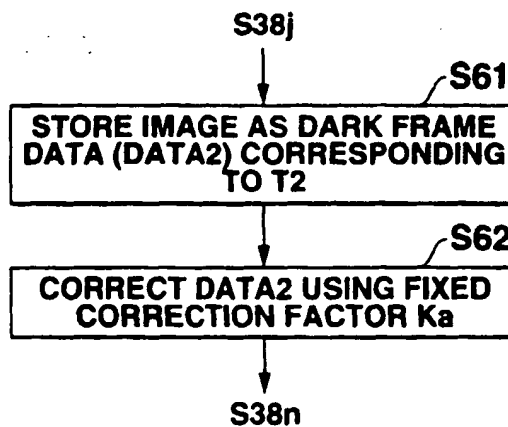 S38j
S61
STORE IMAGE AS DARK FRAME
DATA (DATA2) CORRESPONDING
TO T2
S62
CORRECT DATA2 USING FIXED
CORRECTION FACTOR Ka
S38n